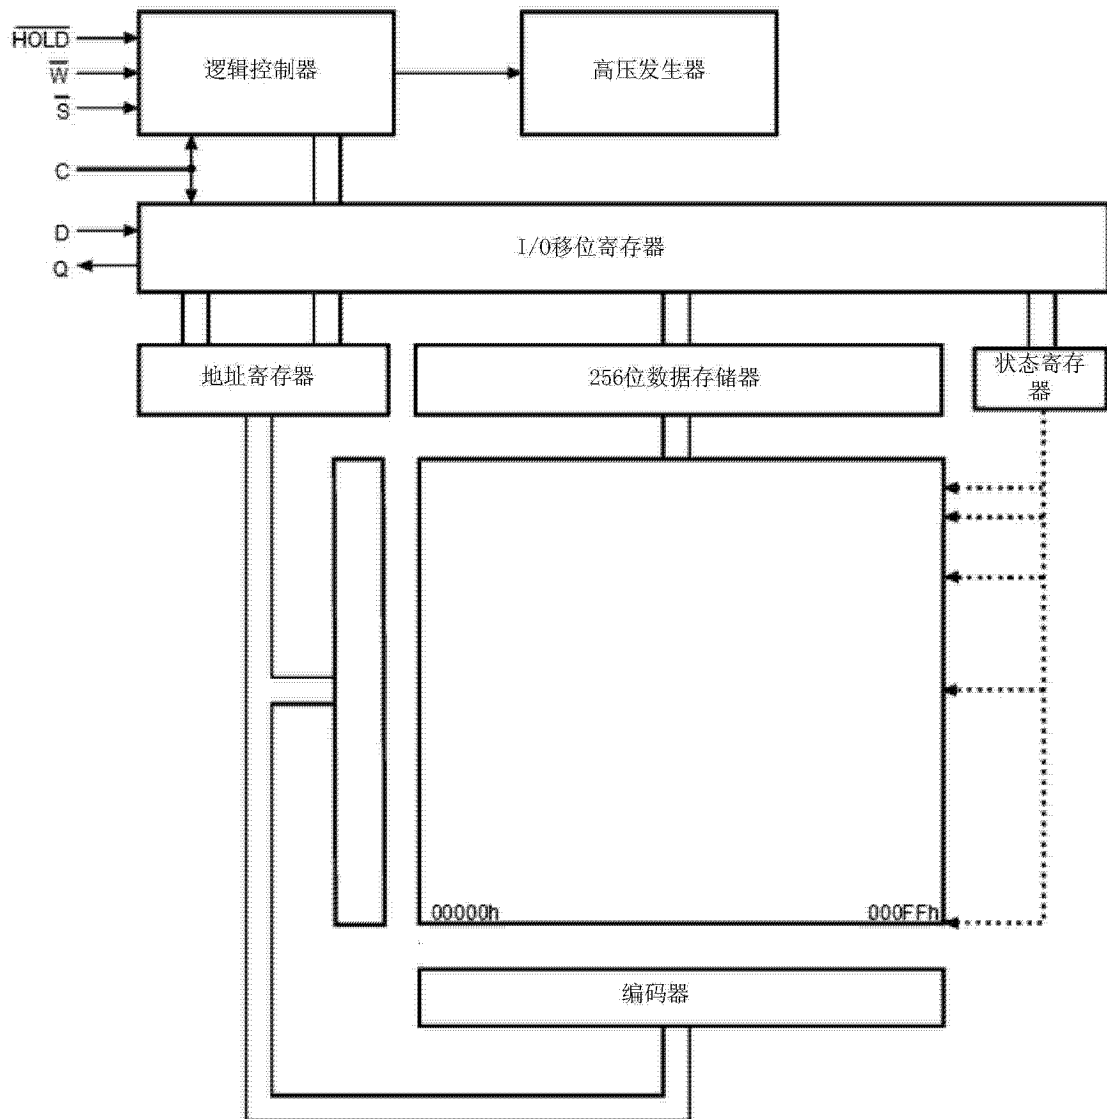 HOLD
W
S
C
D
Q
逻辑控制器
高压发生器
I/O移位寄存器
地址寄存器
256位数据存储器
状态寄存
器
00000h
000FFh
编码器